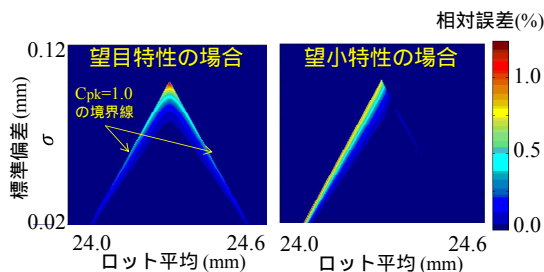 相対誤差(%)
0.12
望目特性の場合
望小特性の場合
Cpk=1.0
の境界線
標準偏差(mm)
σ
1.0
0.5
0.0
0.02
24.0
24.6
24.0
24.6
ロット平均(mm)
ロット平均(mm)